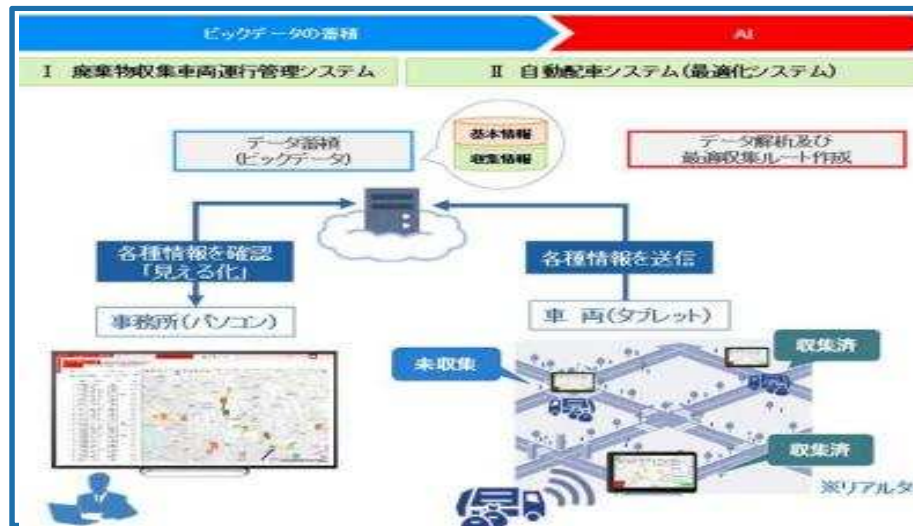 ビックデータの蓄積
AI
Ⅰ 廃棄物収集車両運行管理システム
Ⅱ 自動配車システム(最適化システム)
データ蓄積
(ビックデータ)
基本情報
収集情報
データ解析及び
最適収集ルート作成
各種情報を確認
「見える化」
各種情報を送信
事務所(パソコン)
車 両(タブレット)
未収集
収集済
収集済
※リアルタ